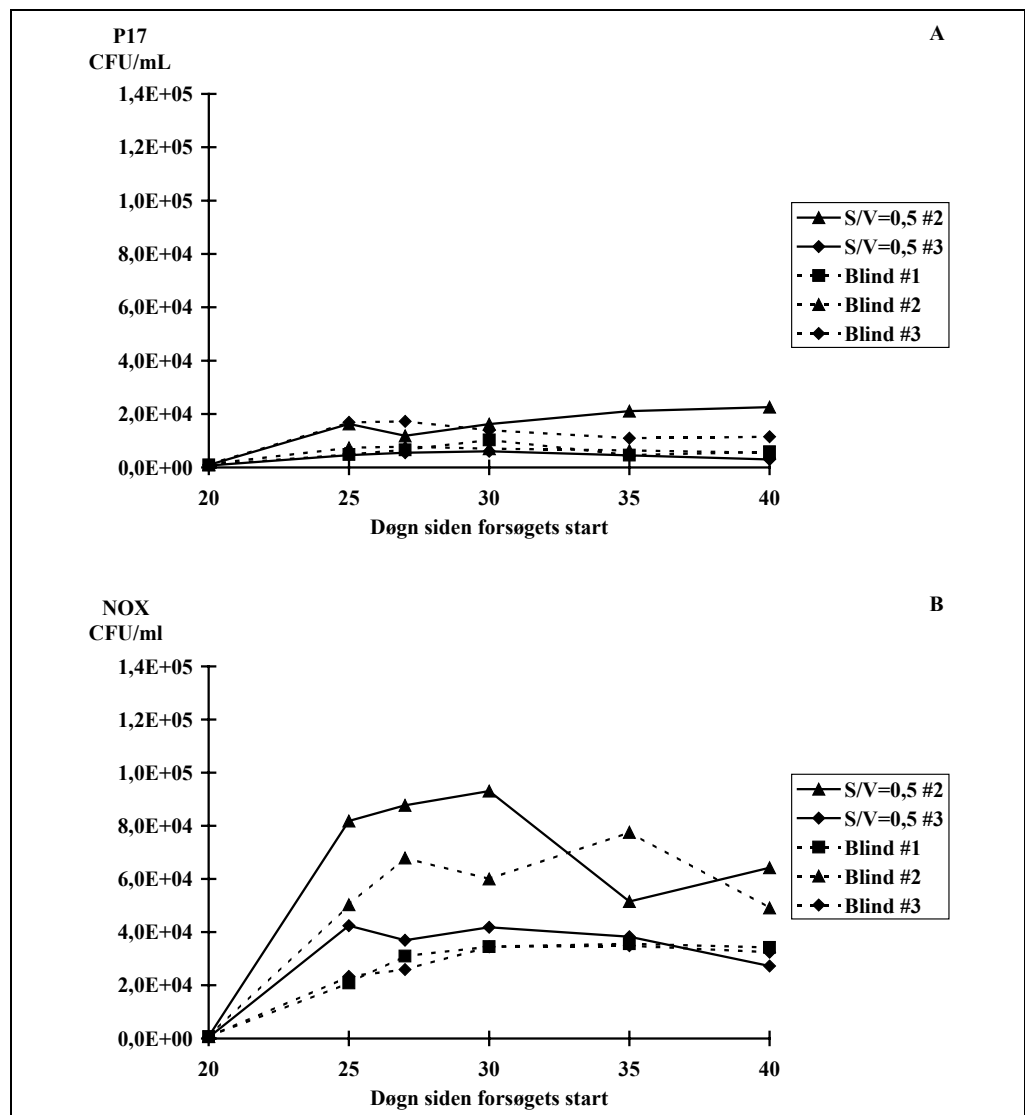 P17
A
CFU/mL
1,4E+05
1,2E+05
1,0E+05
8,0E+04
6,0E+04
4,0E+04
2,0E+04
0,0E+00
20
25
30
35
40
Døgn siden forsøgets start
S/V=0,5 #2
S/V=0,5 #3
Blind #1
Blind #2
Blind #3
NOX
B
CFU/ml
1,4E+05
1,2E+05
1,0E+05
8,0E+04
6,0E+04
4,0E+04
2,0E+04
0,0E+00
20
25
30
35
40
Døgn siden forsøgets start
S/V=0,5 #2
S/V=0,5 #3
Blind #1
Blind #2
Blind #3